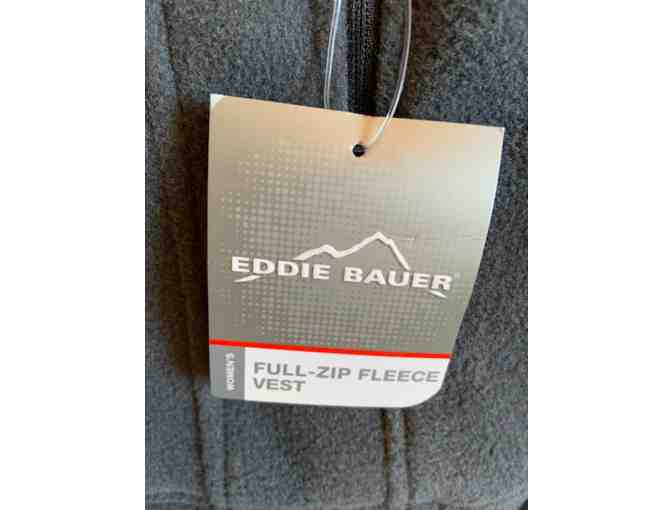 EDDIE BAUER®
WOMEN'S
FULL-ZIP FLEECE
VEST